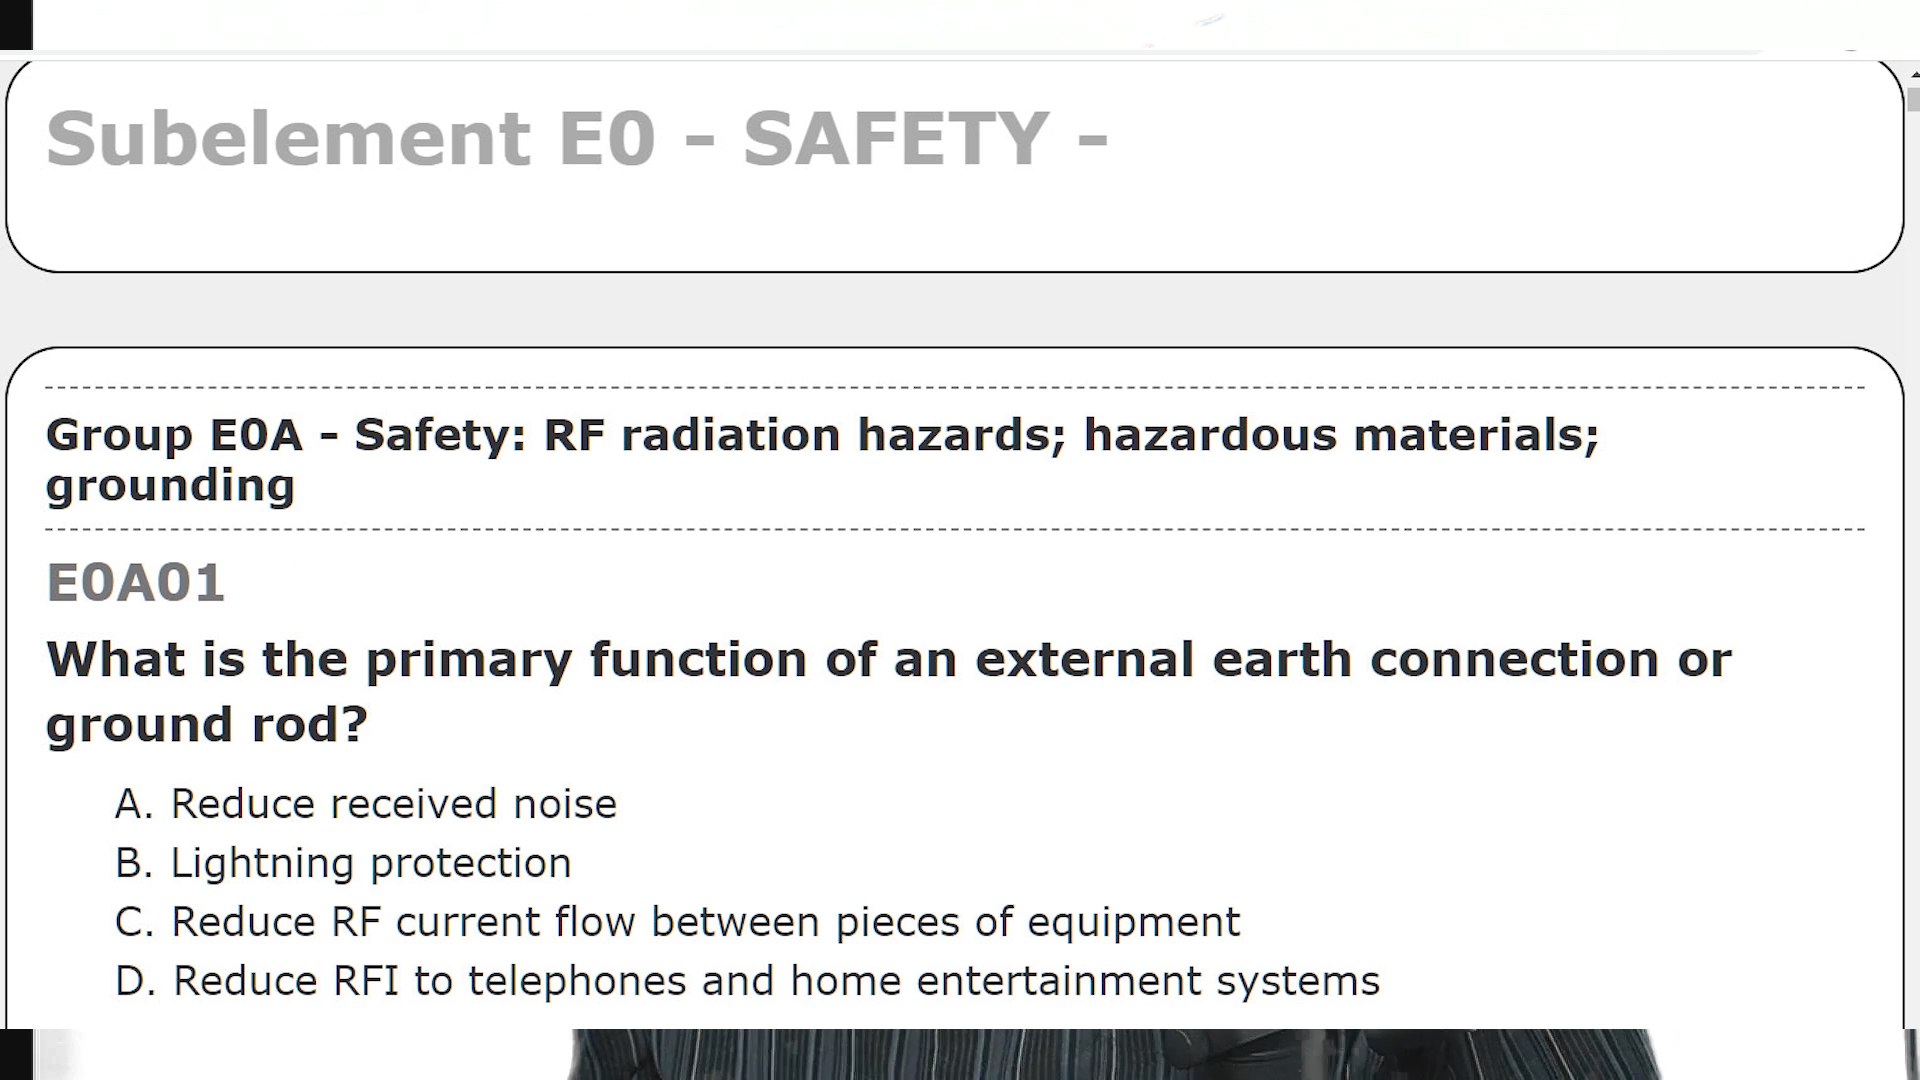 Subelement E0 - SAFETY -
Group E0A - Safety: RF radiation hazards; hazardous materials;
grounding
E0A01
What is the primary function of an external earth connection or
ground rod?
A. Reduce received noise
B. Lightning protection
C. Reduce RF current flow between pieces of equipment
D. Reduce RFI to telephones and home entertainment systems